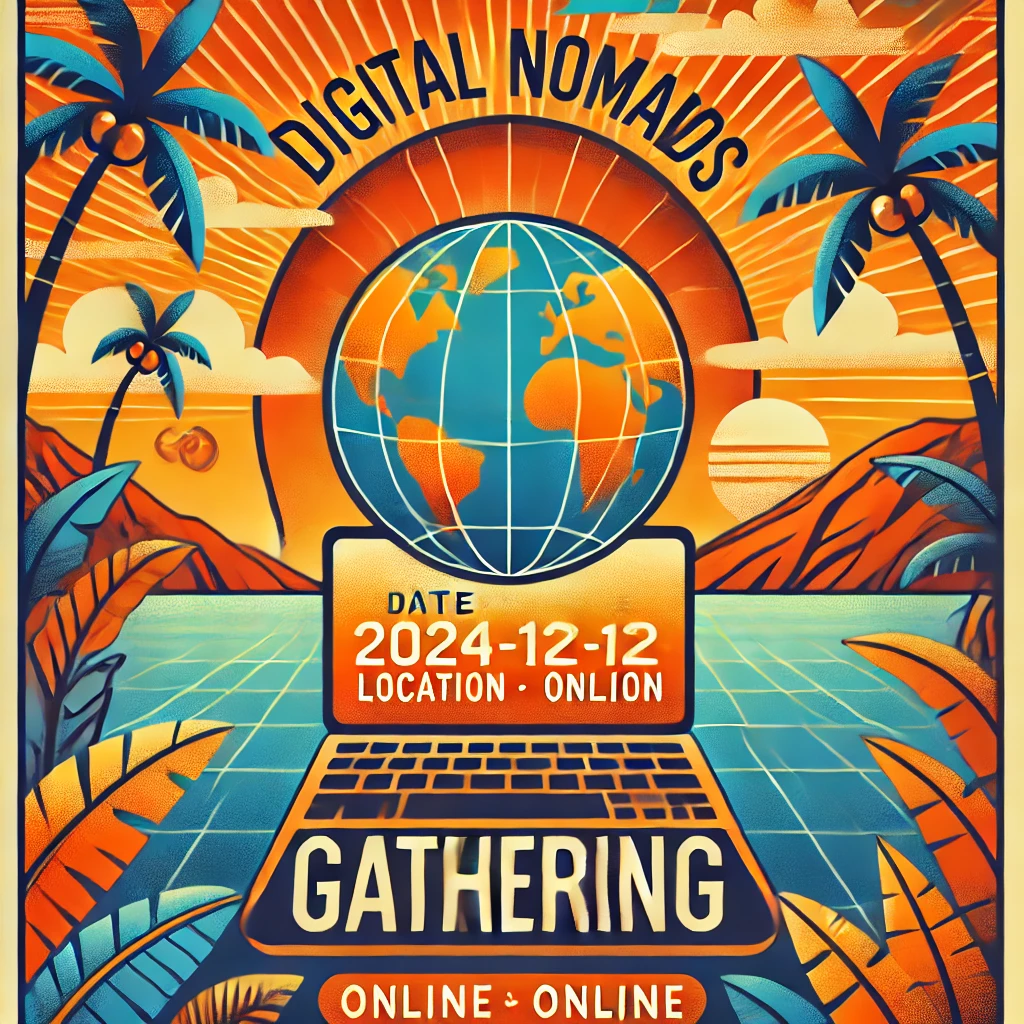 DIGITAL NOMADS
DATE
2024-12-12
LOCATION · ONLION
GATHERING
ONLINE · ONLINE